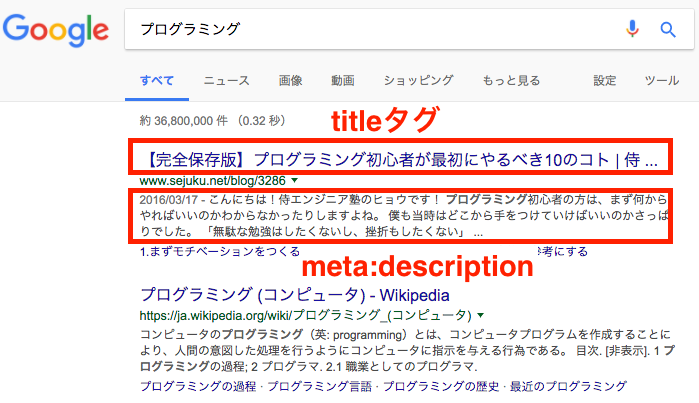 Google
プログラミング
すべて ニュース 画像 動画 ショッピング もっと見る 設定 ツール
約 36,800,000 件 （0.32 秒）
titleタグ
【完全保存版】プログラミング初心者が最初にやるべき10のコト | 侍 ...
www.sejuku.net/blog/3286
2016/03/17 - こんにちは！侍エンジニア塾のヒョウです！ プログラミング初心者の方は、まず何から
やればいいのかわからなかったりしますよね。 僕も当時はどこから手をつけていけばいいのかさっぱ
りでした。 「無駄な勉強はしたくないし、挫折もしたくない」 ...
1.まずモチベーションをつくる 参考にする
meta:description
プログラミング (コンピュータ) - Wikipedia
https://ja.wikipedia.org/wiki/プログラミング_(コンピュータ)
コンピュータのプログラミング（英: programming）とは、コンピュータプログラムを作成することに
より、人間の意図した処理を行うようにコンピュータに指示を与える行為である。 目次. [非表示]. 1 プ
ログラミングの過程; 2 プログラマ. 2.1 職業としてのプログラマ.
プログラミングの過程 · プログラミング言語 · プログラミングの歴史 · 最近のプログラミング